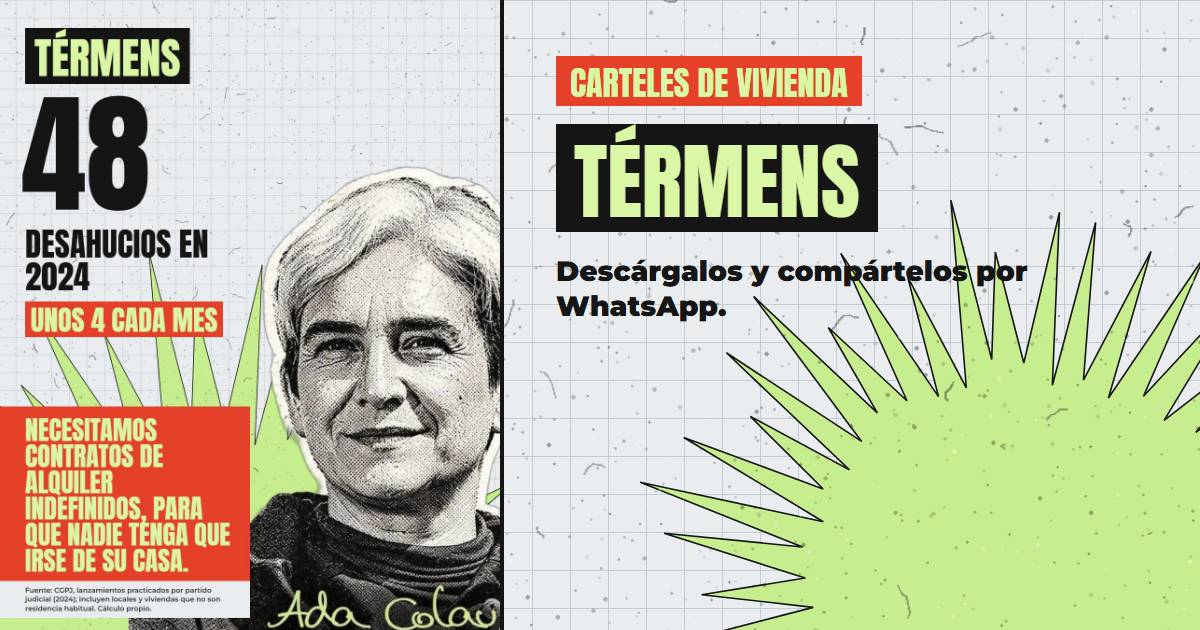 TÉRMENS
48
DESAHUCIOS EN
2024
UNOS 4 CADA MES
NECESITAMOS
CONTRATOS DE
ALQUILER
INDEFINIDOS, PARA
QUE NADIE TENGA QUE
IRSE DE SU CASA.
Fuente: CGPJ, lanzamientos practicados por partido
judicial (2024); incluyen locales y viviendas que no son
residencia habitual. Cálculo propio.
Ada Colau
CARTELES DE VIVIENDA
TÉRMENS
Descárgalos y compártelos por
WhatsApp.